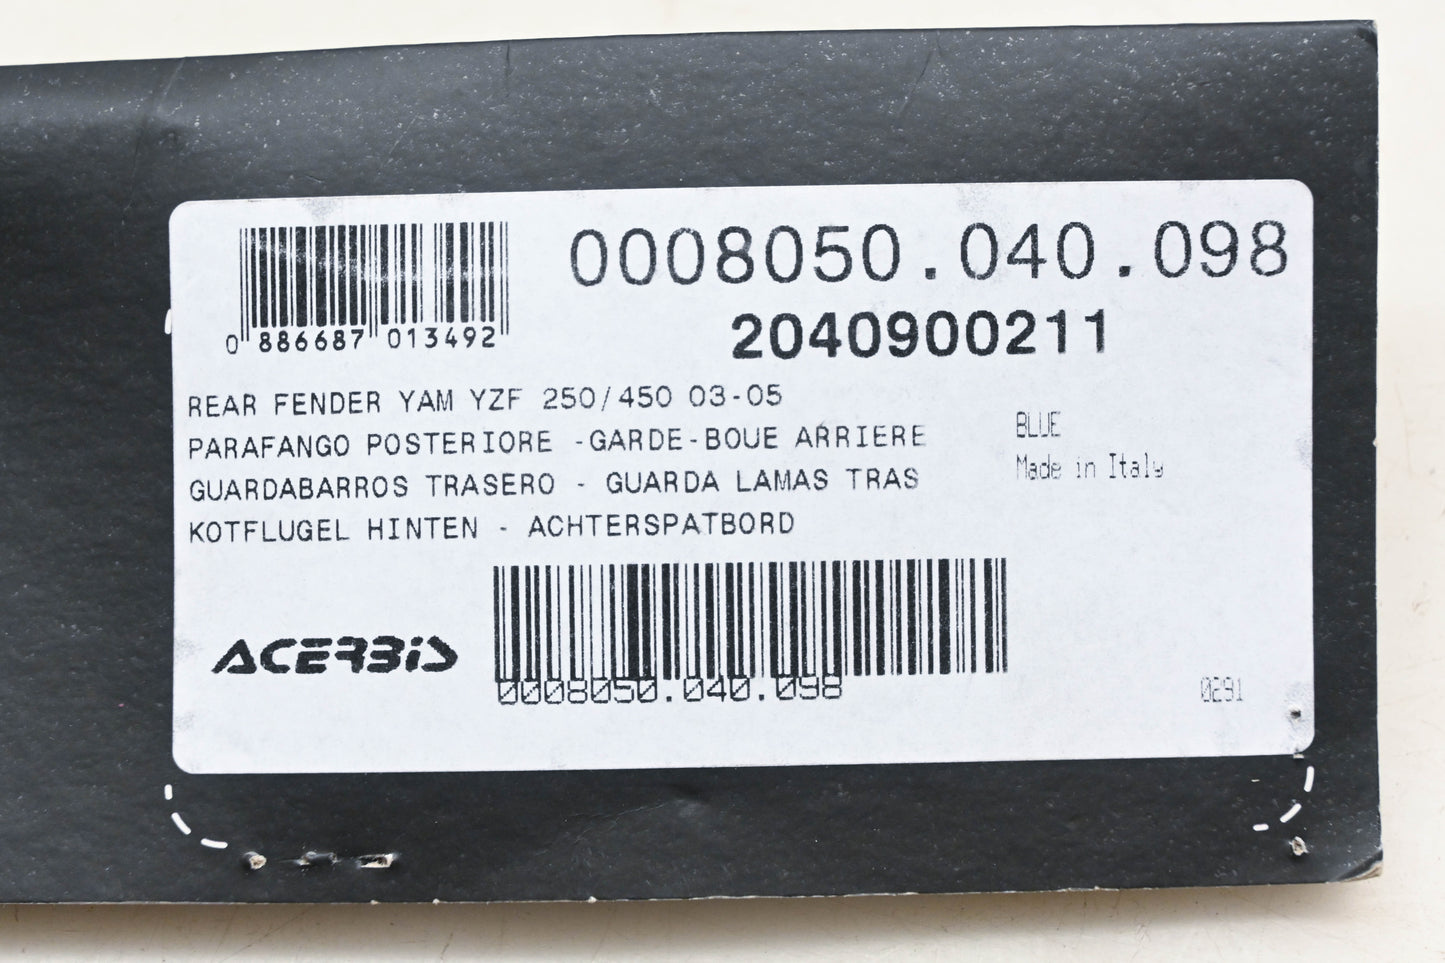 0008050.040.098
0 886687 013492
2040900211
REAR FENDER YAM YZF 250/450 03-05
PARAFANGO POSTERIORE -GARDE-BOUE ARRIERE
GUARDABARROS TRASERO - GUARDA LAMAS TRAS
KOTFLUGEL HINTEN - ACHTERSPATBORD
BLUE
Made in Italy
ACERBIS
0008050.040.098
0291